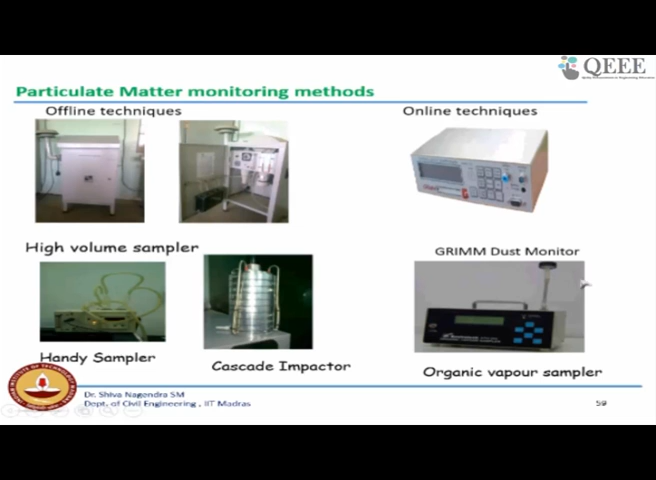 QEEE
Particulate Matter monitoring methods
Offline techniques
Online techniques
High volume sampler
GRIMM Dust Monitor
Handy Sampler
Cascade Impactor
Organic vapour sampler
Dr. Shiva Nagendra SM
Dept. of Civil Engineering , IIT Madras
59